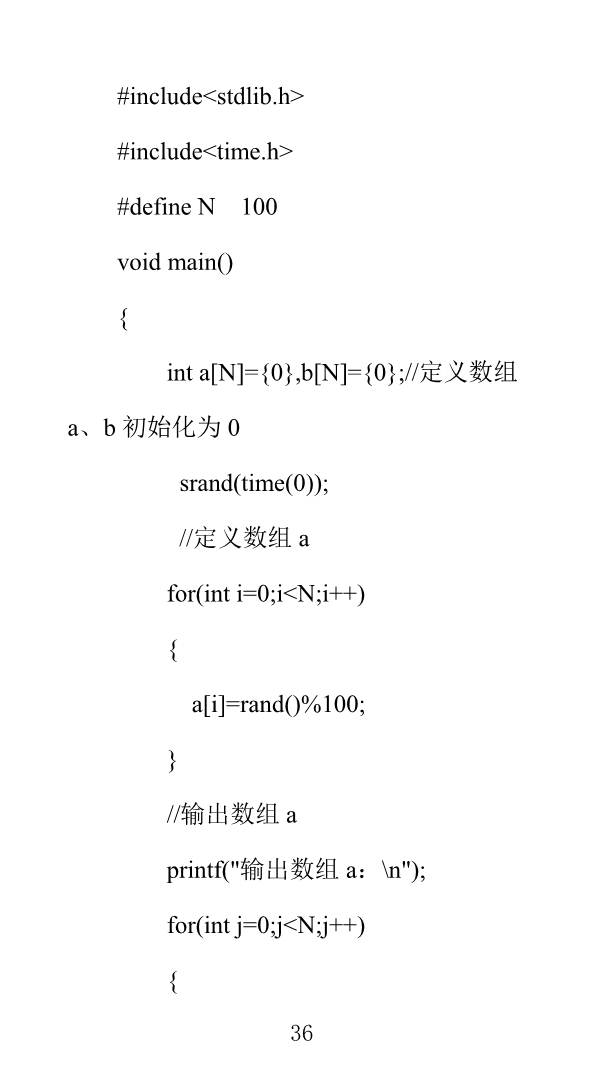 #include<stdlib.h>
#include<time.h>
#define N    100
void main()
{
int a[N]={0},b[N]={0};//定义数组
a、b 初始化为 0
srand(time(0));
//定义数组 a
for(int i=0;i<N;i++)
{
a[i]=rand()%100;
}
//输出数组 a
printf("输出数组 a：\n");
for(int j=0;j<N;j++)
{
36